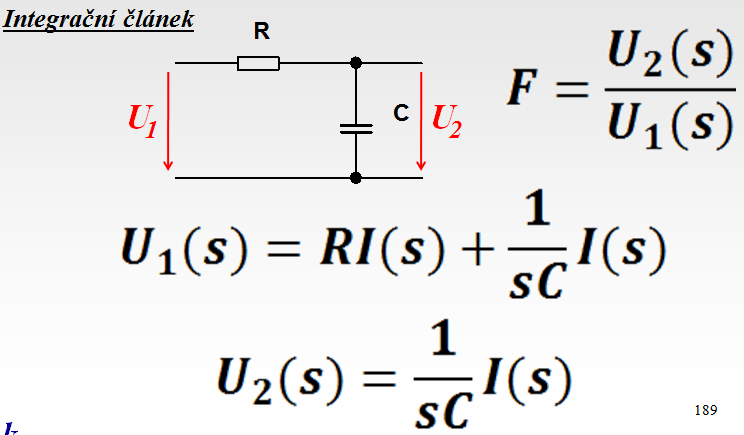 Integrační článek
R
U1
C
U2
F = U2(s) / U1(s)
U1(s) = RI(s) + 1/sC I(s)
U2(s) = 1/sC I(s)
189
k